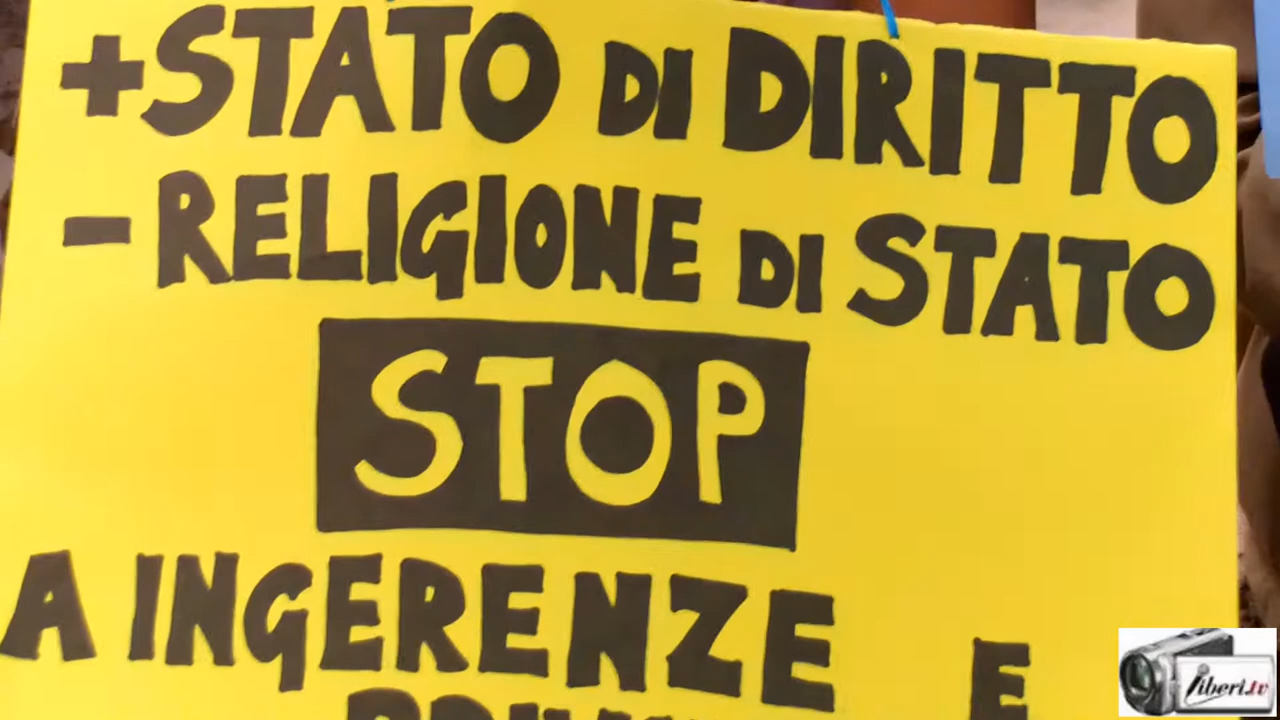 +STATO DI DIRITTO
-RELIGIONE DI STATO
STOP
A INGERENZE E
liberi.tv